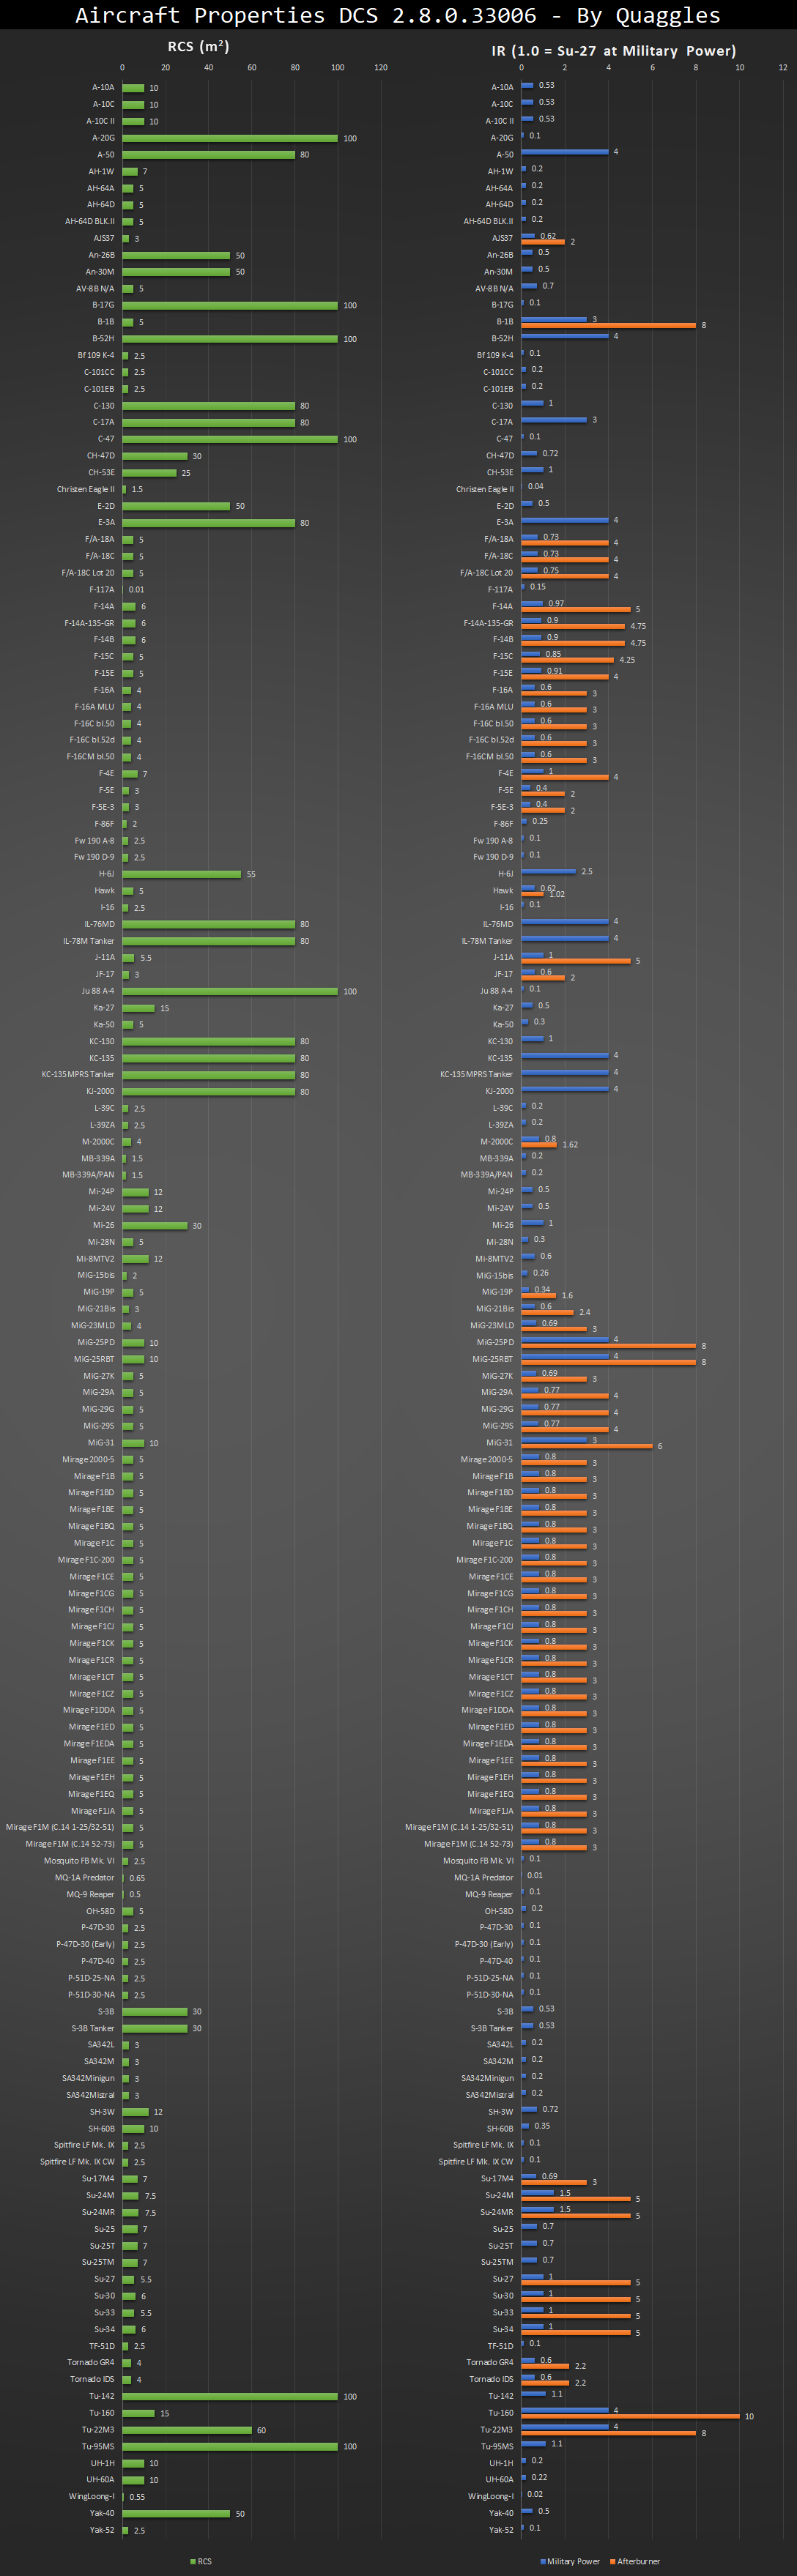 Aircraft Properties DCS 2.8.0.33006 - By Quaggles
RCS (m²)
0 20 40 60 80 100 120
A-10A 10
A-10C 10
A-10C II 10
A-20G 100
A-50 80
AH-1W 7
AH-64A 5
AH-64D 5
AH-64D BLK.II 5
AJS37 3
An-26B 50
An-30M 50
AV-8B N/A 5
B-17G 100
B-1B 5
B-52H 100
Bf 109 K-4 2.5
C-101CC 2.5
C-101EB 2.5
C-130 80
C-17A 80
C-47 100
CH-47D 30
CH-53E 25
Christen Eagle II 1.5
E-2D 50
E-3A 80
F/A-18A 5
F/A-18C 5
F/A-18C Lot 20 5
F-117A 0.01
F-14A 6
F-14A-135-GR 6
F-14B 6
F-15C 5
F-15E 5
F-16A 4
F-16A MLU 4
F-16C bl.50 4
F-16C bl.52d 4
F-16CM bl.50 4
F-4E 7
F-5E 3
F-5E-3 3
F-86F 2
Fw 190 A-8 2.5
Fw 190 D-9 2.5
H-6J 55
Hawk 5
I-16 2.5
IL-76MD 80
IL-78M Tanker 80
J-11A 5.5
JF-17 3
Ju 88 A-4 100
Ka-27 15
Ka-50 5
KC-130 80
KC-135 80
KC-135 MPRS Tanker 80
KJ-2000 80
L-39C 2.5
L-39ZA 2.5
M-2000C 4
MB-339A 1.5
MB-339A/PAN 1.5
Mi-24P 12
Mi-24V 12
Mi-26 30
Mi-28N 5
Mi-8MTV2 12
MiG-15bis 2
MiG-19P 5
MiG-21Bis 3
MiG-23MLD 4
MiG-25PD 10
MiG-25RBT 10
MiG-27K 5
MiG-29A 5
MiG-29G 5
MiG-29S 5
MiG-31 10
Mirage 2000-5 5
Mirage F1B 5
Mirage F1BD 5
Mirage F1BE 5
Mirage F1BQ 5
Mirage F1C 5
Mirage F1C-200 5
Mirage F1CE 5
Mirage F1CG 5
Mirage F1CH 5
Mirage F1CJ 5
Mirage F1CK 5
Mirage F1CR 5
Mirage F1CT 5
Mirage F1CZ 5
Mirage F1DDA 5
Mirage F1ED 5
Mirage F1EDA 5
Mirage F1EE 5
Mirage F1EH 5
Mirage F1EQ 5
Mirage F1JA 5
Mirage F1M (C.14 1-25/32-51) 5
Mirage F1M (C.14 52-73) 5
Mosquito FB Mk. VI 2.5
MQ-1A Predator 0.65
MQ-9 Reaper 0.5
OH-58D 5
P-47D-30 2.5
P-47D-30 (Early) 2.5
P-47D-40 2.5
P-51D-25-NA 2.5
P-51D-30-NA 2.5
S-3B 30
S-3B Tanker 30
SA342L 3
SA342M 3
SA342Minigun 3
SA342Mistral 3
SH-3W 12
SH-60B 10
Spitfire LF Mk. IX 2.5
Spitfire LF Mk. IX CW 2.5
Su-17M4 7
Su-24M 7.5
Su-24MR 7.5
Su-25 7
Su-25T 7
Su-25TM 7
Su-27 5.5
Su-30 6
Su-33 5.5
Su-34 6
TF-51D 2.5
Tornado GR4 4
Tornado IDS 4
Tu-142 100
Tu-160 15
Tu-22M3 60
Tu-95MS 100
UH-1H 10
UH-60A 10
WingLoong-I 0.55
Yak-40 50
Yak-52 2.5
RCS
IR (1.0 = Su-27 at Military Power)
0 2 4 6 8 10 12
A-10A 0.53
A-10C 0.53
A-10C II 0.53
A-20G 0.1
A-50 4
AH-1W 0.2
AH-64A 0.2
AH-64D 0.2
AH-64D BLK.II 0.2
AJS37 0.62 2
An-26B 0.5
An-30M 0.5
AV-8B N/A 0.7
B-17G 0.1
B-1B 3 8
B-52H 4
Bf 109 K-4 0.1
C-101CC 0.2
C-101EB 0.2
C-130 1
C-17A 3
C-47 0.1
CH-47D 0.72
CH-53E 1
Christen Eagle II 0.04
E-2D 0.5
E-3A 4
F/A-18A 0.73 4
F/A-18C 0.73 4
F/A-18C Lot 20 0.75 4
F-117A 0.15
F-14A 0.97 5
F-14A-135-GR 0.9 4.75
F-14B 0.9 4.75
F-15C 0.85 4.25
F-15E 0.91 4
F-16A 0.6 3
F-16A MLU 0.6 3
F-16C bl.50 0.6 3
F-16C bl.52d 0.6 3
F-16CM bl.50 0.6 3
F-4E 1 4
F-5E 0.4 2
F-5E-3 0.4 2
F-86F 0.25
Fw 190 A-8 0.1
Fw 190 D-9 0.1
H-6J 2.5
Hawk 0.62 1.02
I-16 0.1
IL-76MD 4
IL-78M Tanker 4
J-11A 1 5
JF-17 0.6 2
Ju 88 A-4 0.1
Ka-27 0.5
Ka-50 0.3
KC-130 1
KC-135 4
KC-135 MPRS Tanker 4
KJ-2000 4
L-39C 0.2
L-39ZA 0.2
M-2000C 0.8 1.62
MB-339A 0.2
MB-339A/PAN 0.2
Mi-24P 0.5
Mi-24V 0.5
Mi-26 1
Mi-28N 0.3
Mi-8MTV2 0.6
MiG-15bis 0.26
MiG-19P 0.34 1.6
MiG-21Bis 0.6 2.4
MiG-23MLD 0.69 3
MiG-25PD 4 8
MiG-25RBT 4 8
MiG-27K 0.69 3
MiG-29A 0.77 4
MiG-29G 0.77 4
MiG-29S 0.77 4
MiG-31 3 6
Mirage 2000-5 0.8 3
Mirage F1B 0.8 3
Mirage F1BD 0.8 3
Mirage F1BE 0.8 3
Mirage F1BQ 0.8 3
Mirage F1C 0.8 3
Mirage F1C-200 0.8 3
Mirage F1CE 0.8 3
Mirage F1CG 0.8 3
Mirage F1CH 0.8 3
Mirage F1CJ 0.8 3
Mirage F1CK 0.8 3
Mirage F1CR 0.8 3
Mirage F1CT 0.8 3
Mirage F1CZ 0.8 3
Mirage F1DDA 0.8 3
Mirage F1ED 0.8 3
Mirage F1EDA 0.8 3
Mirage F1EE 0.8 3
Mirage F1EH 0.8 3
Mirage F1EQ 0.8 3
Mirage F1JA 0.8 3
Mirage F1M (C.14 1-25/32-51) 0.8 3
Mirage F1M (C.14 52-73) 0.8 3
Mosquito FB Mk. VI 0.1
MQ-1A Predator 0.01
MQ-9 Reaper 0.1
OH-58D 0.2
P-47D-30 0.1
P-47D-30 (Early) 0.1
P-47D-40 0.1
P-51D-25-NA 0.1
P-51D-30-NA 0.1
S-3B 0.53
S-3B Tanker 0.53
SA342L 0.2
SA342M 0.2
SA342Minigun 0.2
SA342Mistral 0.2
SH-3W 0.72
SH-60B 0.35
Spitfire LF Mk. IX 0.1
Spitfire LF Mk. IX CW 0.1
Su-17M4 0.69 3
Su-24M 1.5 5
Su-24MR 1.5 5
Su-25 0.7
Su-25T 0.7
Su-25TM 0.7
Su-27 1 5
Su-30 1 5
Su-33 1 5
Su-34 1 5
TF-51D 0.1
Tornado GR4 0.6 2.2
Tornado IDS 0.6 2.2
Tu-142 1.1
Tu-160 4 10
Tu-22M3 4 8
Tu-95MS 1.1
UH-1H 0.2
UH-60A 0.22
WingLoong-I 0.02
Yak-40 0.5
Yak-52 0.1
Military Power Afterburner